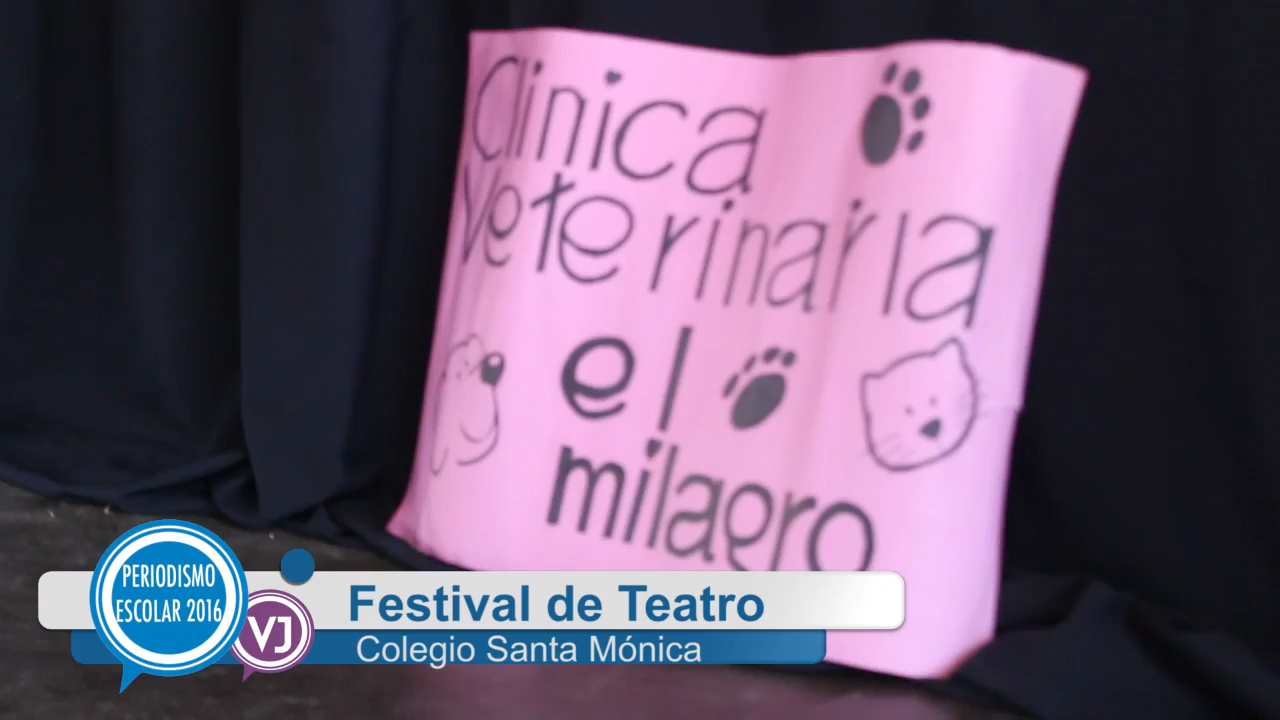 Clinica
Veterinaria
el
milagro
PERIODISMO
ESCOLAR 2016
VJ
Festival de Teatro
Colegio Santa Mónica